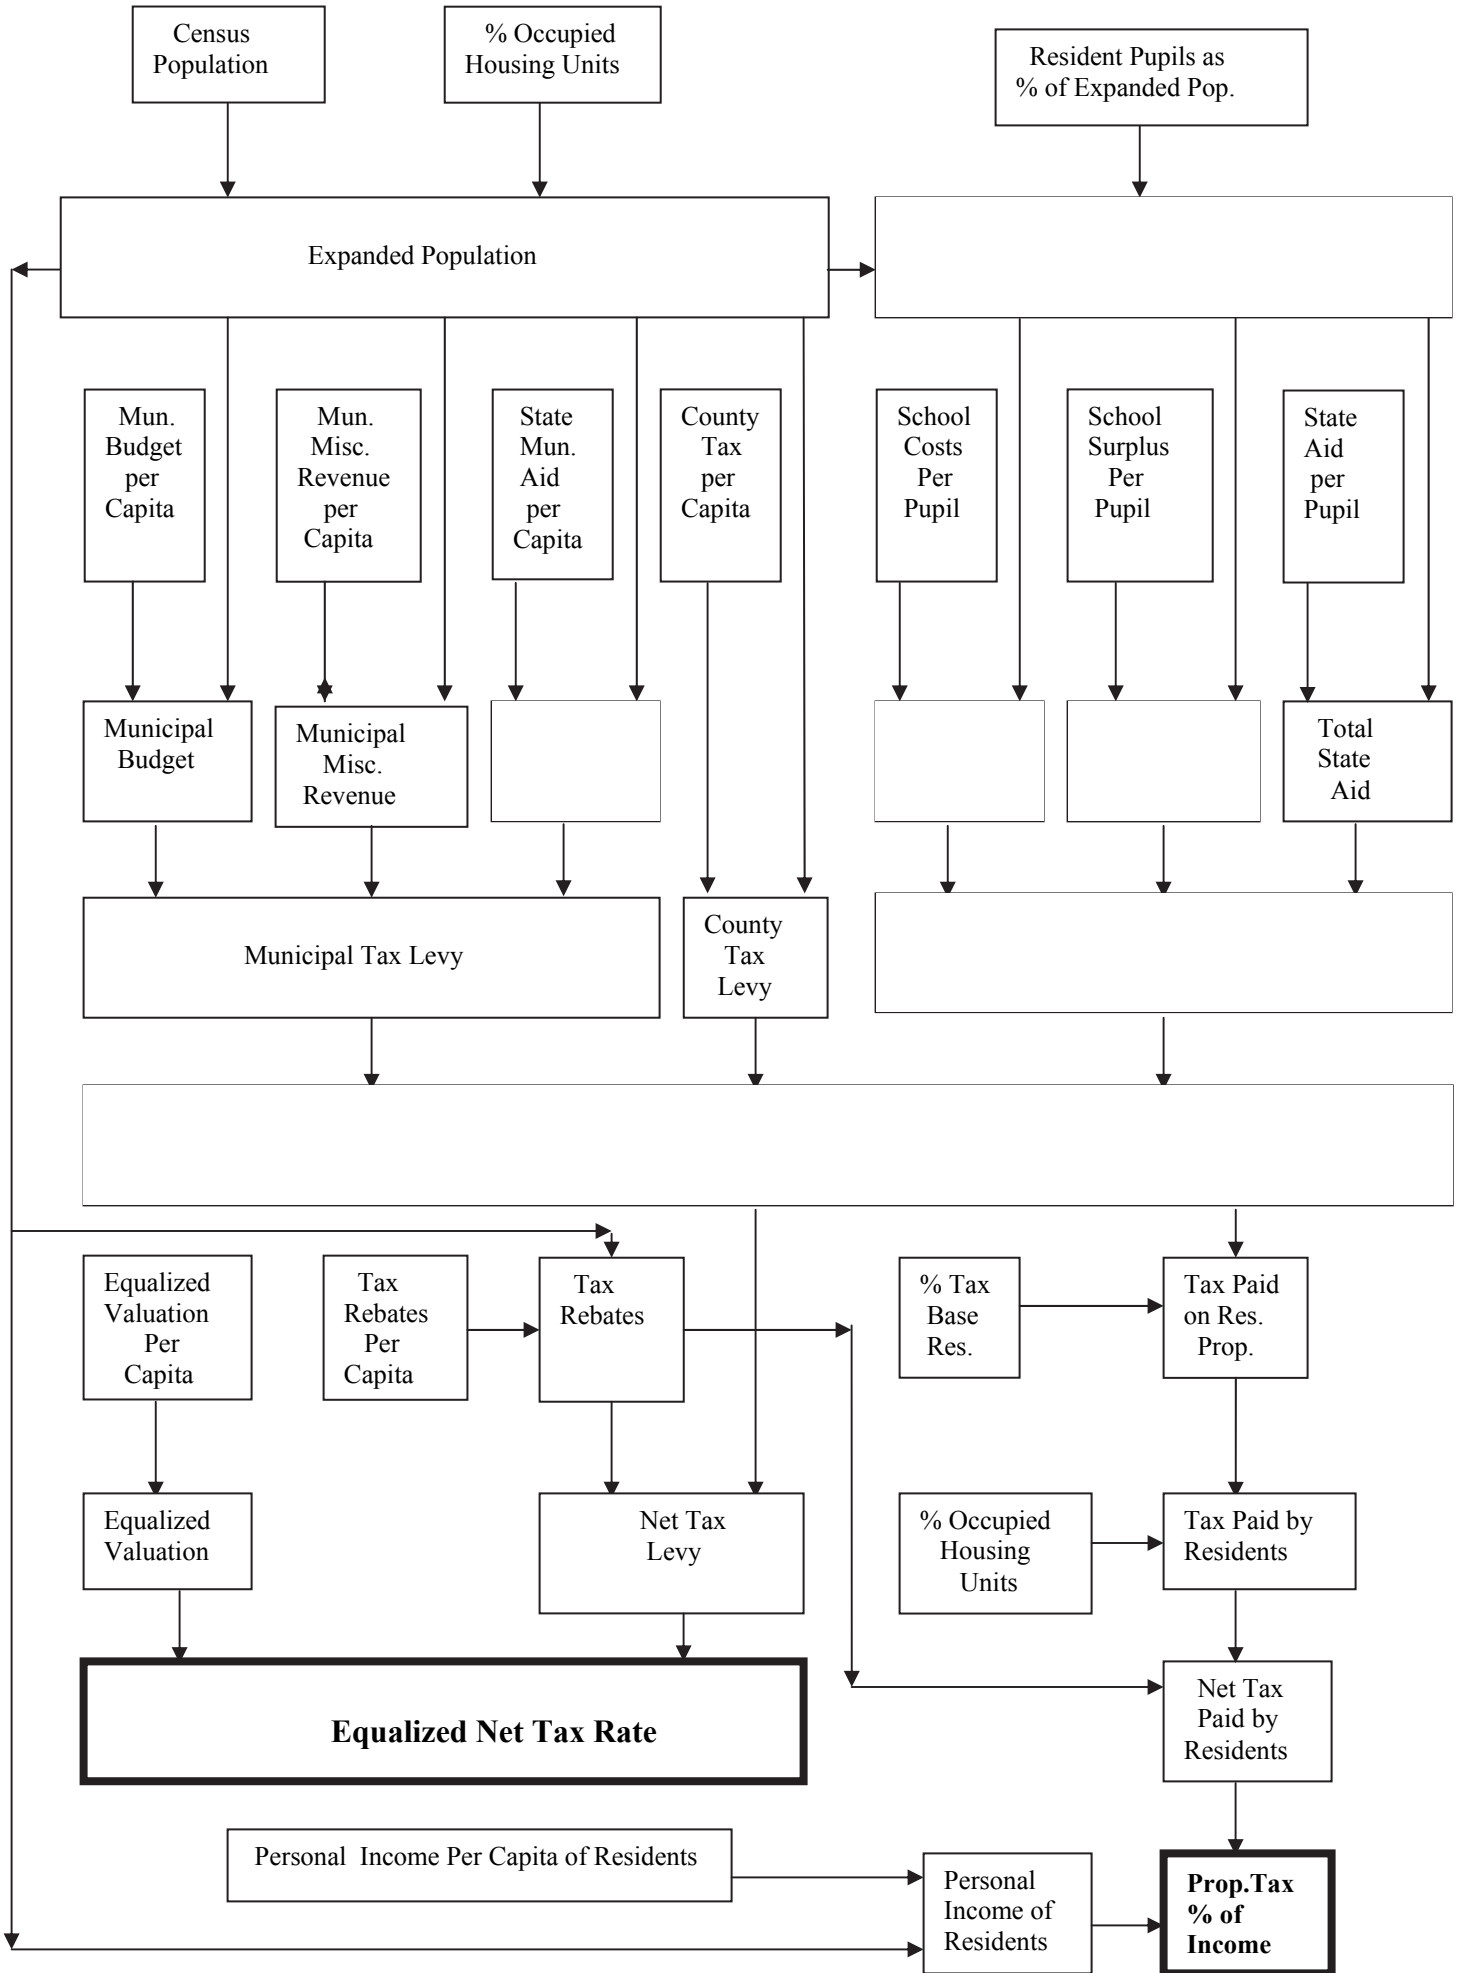 Census
Population
% Occupied
Housing Units
Resident Pupils as
% of Expanded Pop.
Expanded Population
Mun.
Budget
per
Capita
Mun.
Misc.
Revenue
per
Capita
State
Mun.
Aid
per
Capita
County
Tax
per
Capita
School
Costs
Per
Pupil
School
Surplus
Per
Pupil
State
Aid
per
Pupil
Municipal
Budget
Municipal
Misc.
Revenue
Total
State
Aid
Municipal Tax Levy
County
Tax
Levy
Equalized
Valuation
Per
Capita
Tax
Rebates
Per
Capita
Tax
Rebates
% Tax
Base
Res.
Tax Paid
on Res.
Prop.
Equalized
Valuation
Net Tax
Levy
% Occupied
Housing
Units
Tax Paid by
Residents
Equalized Net Tax Rate
Net Tax
Paid by
Residents
Personal Income Per Capita of Residents
Personal
Income of
Residents
Prop.Tax
% of
Income